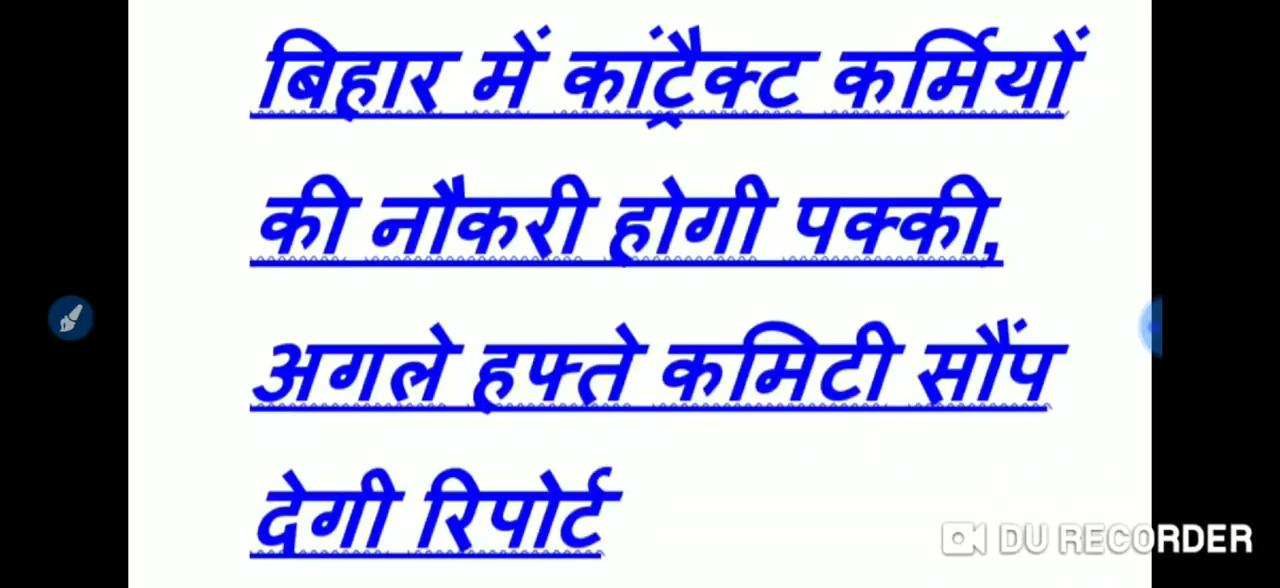 बिहार में कांट्रैक्ट कर्मियों
की नौकरी होगी पक्की,
अगले हफ्ते कमिटी सौंप
देगी रिपोर्ट
DU RECORDER